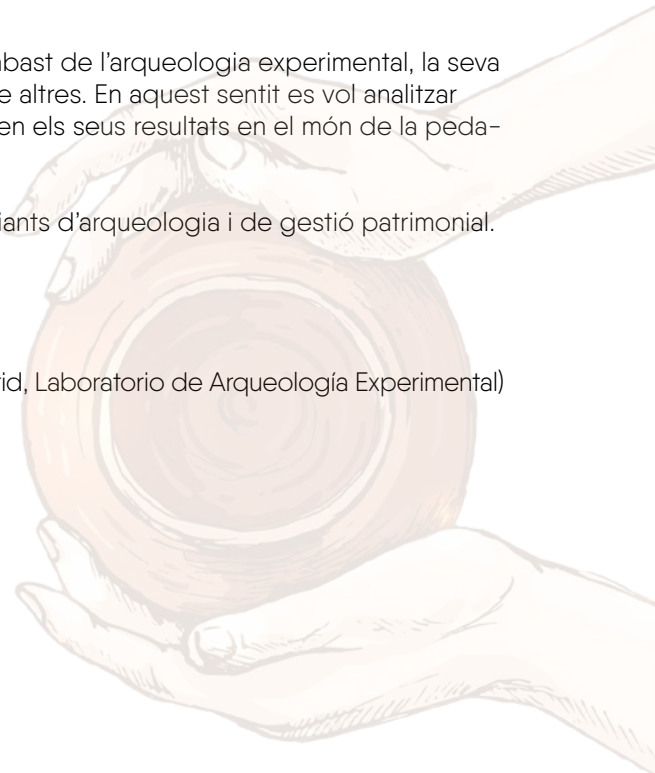 abast de l’arqueologia experimental, la seva
e altres. En aquest sentit es vol analitzar
en els seus resultats en el món de la peda-
iants d’arqueologia i de gestió patrimonial.
rid, Laboratorio de Arqueología Experimental)